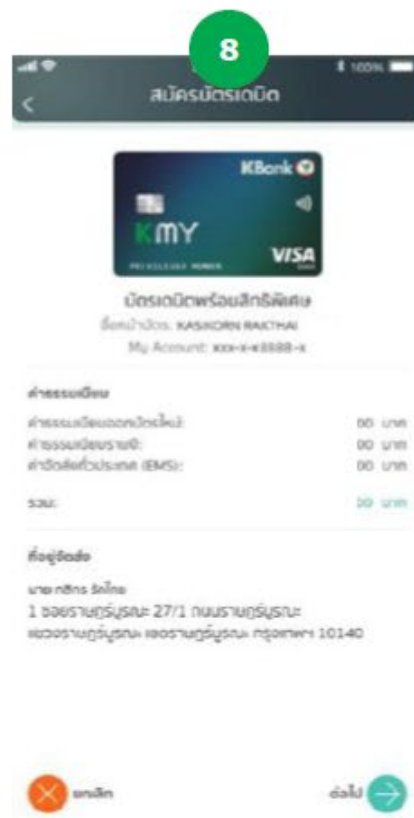 8
100%
สมัครบัตรเดบิต
KBank
KMY
VISA
บัตรเดบิตพร้อมสิทธิพิเศษ
ชื่อหน้าบัตร: KASIKORN RAKTHAI
My Account: xxx-x-x8888-x
ค่าธรรมเนียม
ค่าธรรมเนียมออกบัตรใหม่: 00 บาท
ค่าธรรมเนียมรายปี: 00 บาท
ค่าจัดส่งทั่วประเทศ (EMS): 00 บาท
รวม: 00 บาท
ที่อยู่จัดส่ง
นาย กสิกร รักไทย
1 ซอยราษฎร์บูรณะ 27/1 ถนนราษฎร์บูรณะ
แขวงราษฎร์บูรณะ เขตราษฎร์บูรณะ กรุงเทพฯ 10140
ยกเลิก ต่อไป